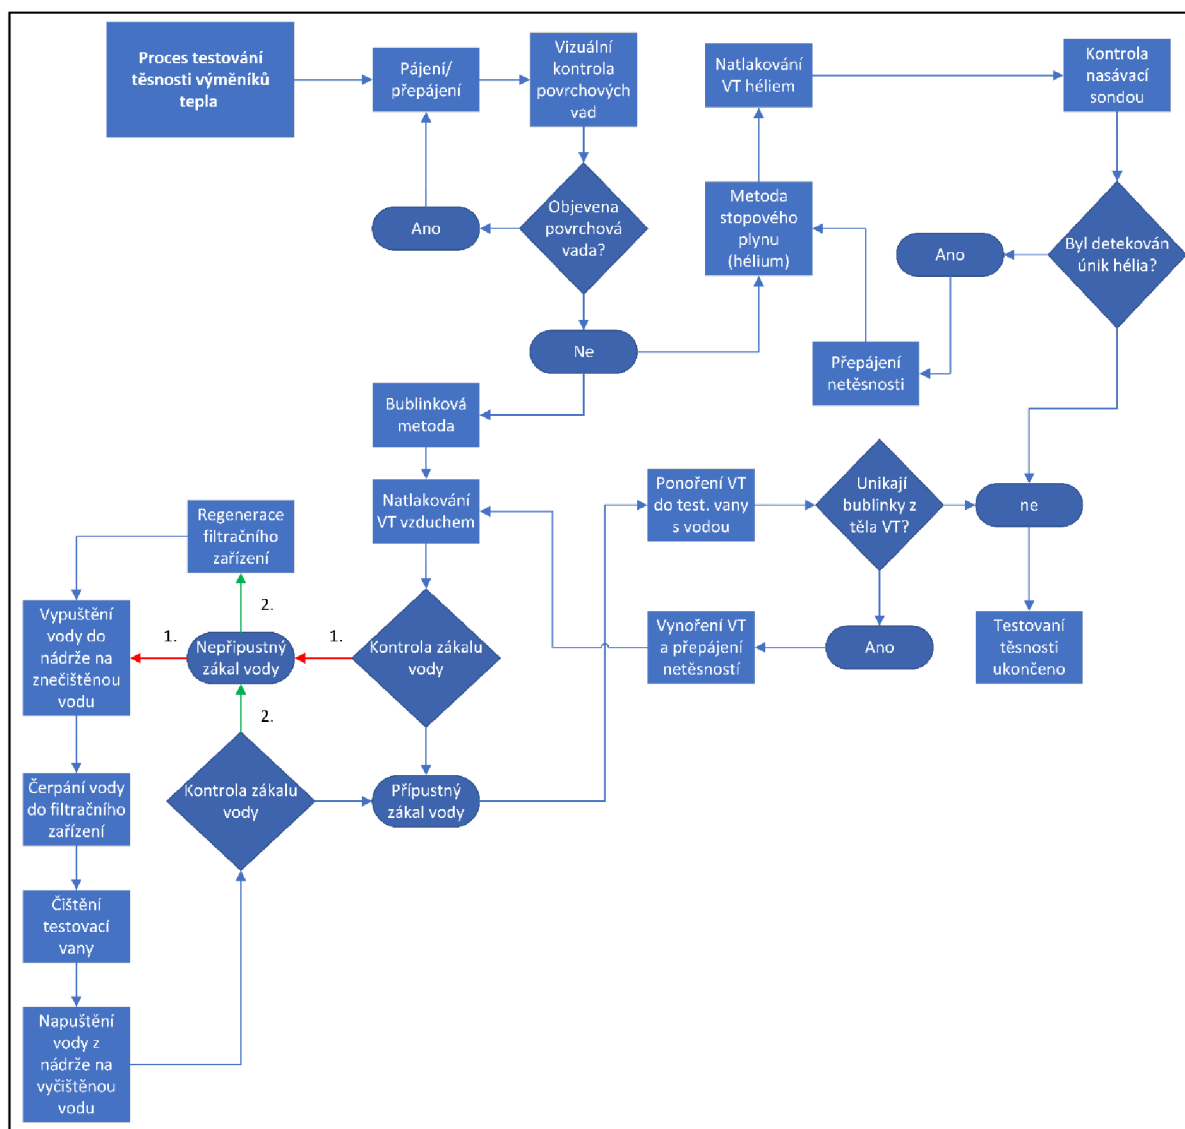 Proces testování
těsnosti výměníků
tepla
Pájení/
přepájení
Vizuální
kontrola
povrchových
vad
Natlakování
VT héliem
Kontrola
nasávací
sondou
Ano
Objevena
povrchová
vada?
Metoda
stopového
plynu
(hélium)
Ano
Byl detekován
únik hélia?
Ne
Přepájení
netěsnosti
Bublinková
metoda
Natlakování
VT vzduchem
Ponoření VT
do test. vany
s vodou
Unikají
bublinky z
těla VT?
ne
Regenerace
filtračního
zařízení
2.
1.
1.
Vypuštění
vody do
nádrže na
znečištěnou
vodu
Nepřipustný
zákal vody
Kontrola zákalu
vody
Vynoření VT
a přepájení
netěsností
Ano
Testovaní
těsnosti
ukončeno
2.
Čerpání vody
do filtračního
zařízení
Kontrola zákalu
vody
Přípustný
zákal vody
Čištění
testovací
vany
Napuštění
vody z
nádrže na
vyčištěnou
vodu